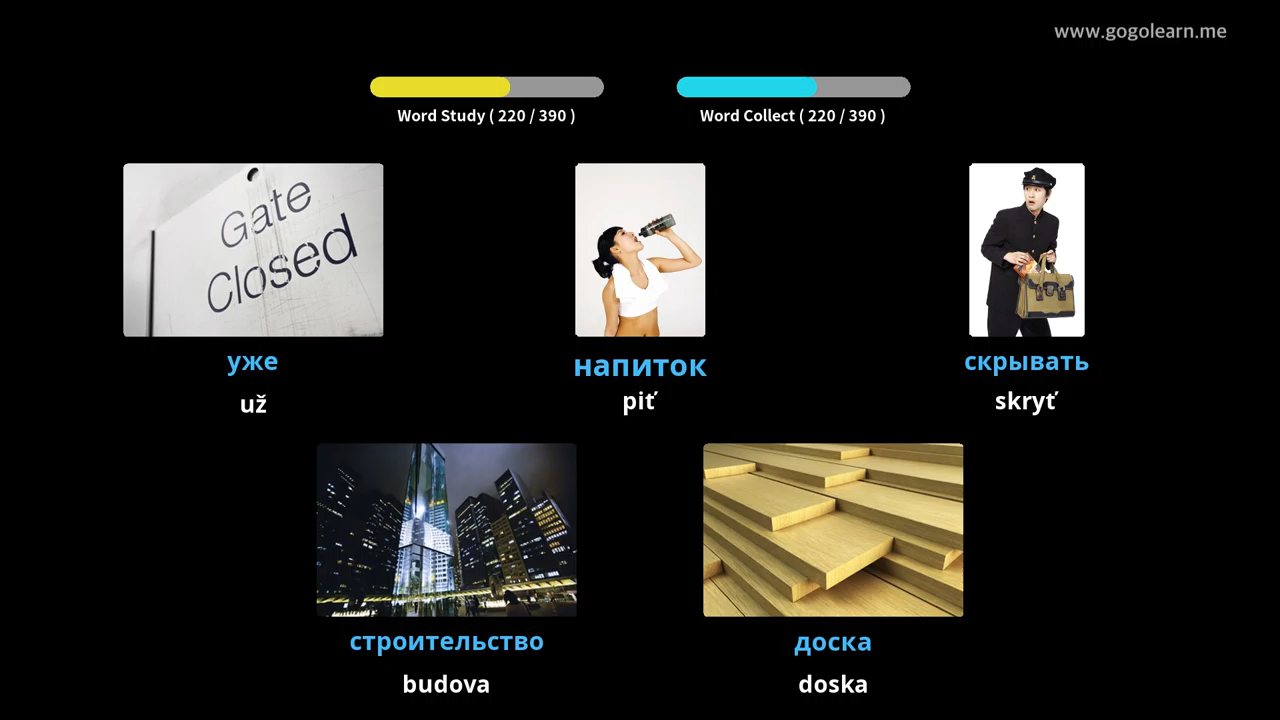 www.gogolearn.me
Word Study ( 220 / 390 )
Word Collect ( 220 / 390 )
Gate
Closed
уже
už
напиток
piť
скрывать
skryť
строительство
budova
доска
doska